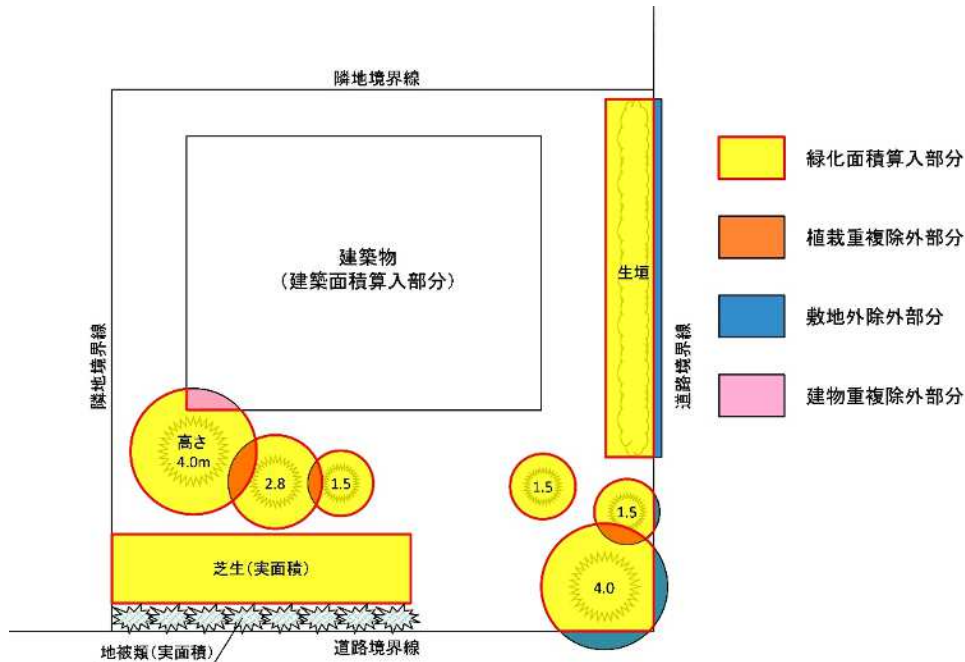 隣地境界線
緑化面積算入部分
植栽重複除外部分
建築物
(建築面積算入部分)
生垣
敷地外除外部分
隣地境界線
道路境界線
建物重複除外部分
高さ
4.0m
2.8
1.5
1.5
1.5
芝生(実面積)
4.0
地被類(実面積)
道路境界線